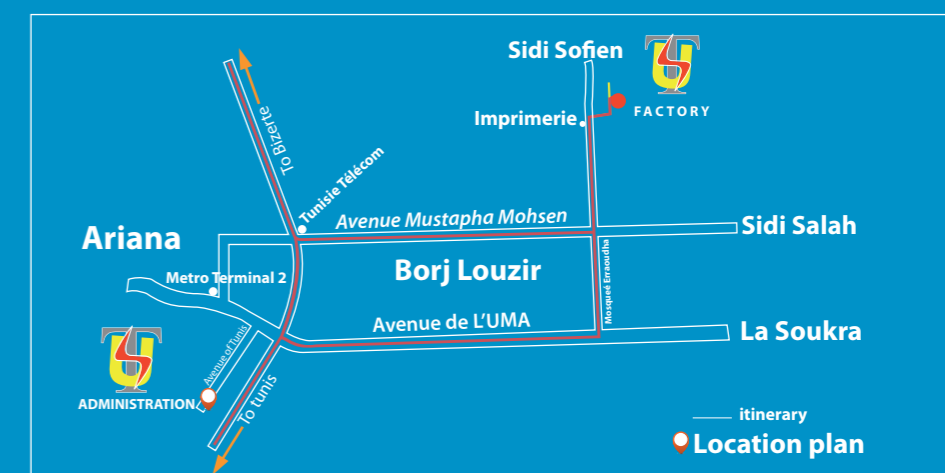 Sidi Sofien
FACTORY
Imprimerie
To Bizerte
Tunisie Télécom
Avenue Mustapha Mohsen
Sidi Salah
Ariana
Borj Louzir
Metro Terminal 2
Mosqueé Erraoudha
Avenue de L'UMA
La Soukra
Avenue of Tunis
ADMINISTRATION
To tunis
itinerary
Location plan